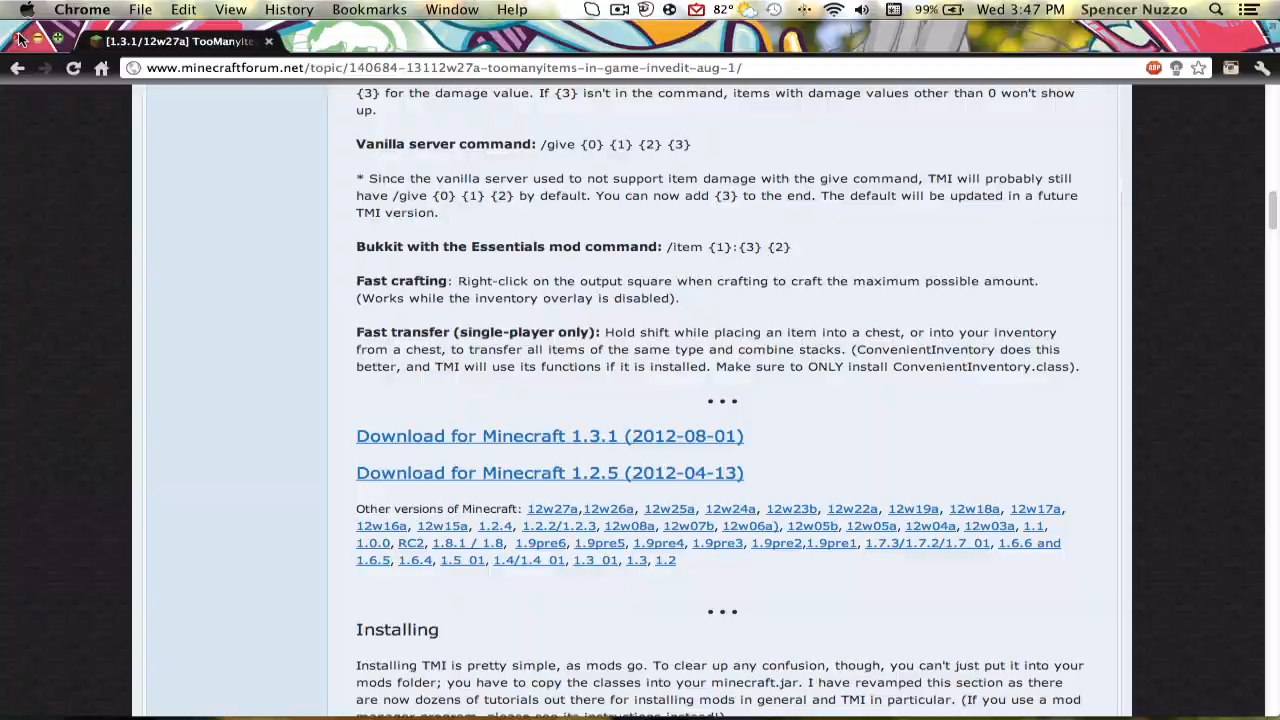 Chrome File Edit View History Bookmarks Window Help 82° 99% Wed 3:47 PM Spencer Nuzzo
[1.3.1/12w27a] TooManyIte
www.minecraftforum.net/topic/140684-13112w27a-toomanyitems-in-game-invedit-aug-1/
{3} for the damage value. If {3} isn't in the command, items with damage values other than 0 won't show
up.
Vanilla server command: /give {0} {1} {2} {3}
* Since the vanilla server used to not support item damage with the give command, TMI will probably still
have /give {0} {1} {2} by default. You can now add {3} to the end. The default will be updated in a future
TMI version.
Bukkit with the Essentials mod command: /item {1}:{3} {2}
Fast crafting: Right-click on the output square when crafting to craft the maximum possible amount.
(Works while the inventory overlay is disabled).
Fast transfer (single-player only): Hold shift while placing an item into a chest, or into your inventory
from a chest, to transfer all items of the same type and combine stacks. (ConvenientInventory does this
better, and TMI will use its functions if it is installed. Make sure to ONLY install ConvenientInventory.class).
• • •
Download for Minecraft 1.3.1 (2012-08-01)
Download for Minecraft 1.2.5 (2012-04-13)
Other versions of Minecraft: 12w27a,12w26a, 12w25a, 12w24a, 12w23b, 12w22a, 12w19a, 12w18a, 12w17a,
12w16a, 12w15a, 1.2.4, 1.2.2/1.2.3, 12w08a, 12w07b, 12w06a), 12w05b, 12w05a, 12w04a, 12w03a, 1.1,
1.0.0, RC2, 1.8.1 / 1.8, 1.9pre6, 1.9pre5, 1.9pre4, 1.9pre3, 1.9pre2,1.9pre1, 1.7.3/1.7.2/1.7_01, 1.6.6 and
1.6.5, 1.6.4, 1.5_01, 1.4/1.4_01, 1.3_01, 1.3, 1.2
• • •
Installing
Installing TMI is pretty simple, as mods go. To clear up any confusion, though, you can't just put it into your
mods folder; you have to copy the classes into your minecraft.jar. I have revamped this section as there
are now dozens of tutorials out there for installing mods in general and TMI in particular. (If you use a mod
manager program, please see its instructions instead!)